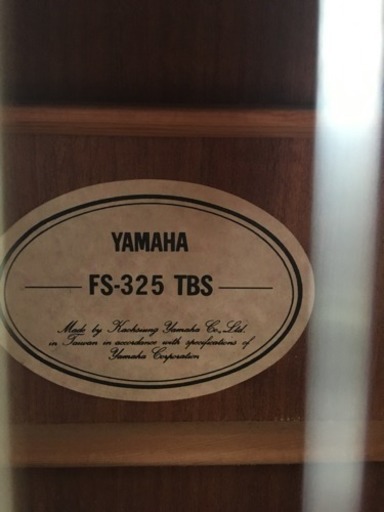 YAMAHA
FS-325 TBS
Made by Kaohsiung Yamaha Co., Ltd.
in Taiwan in accordance with specifications of
Yamaha Corporation